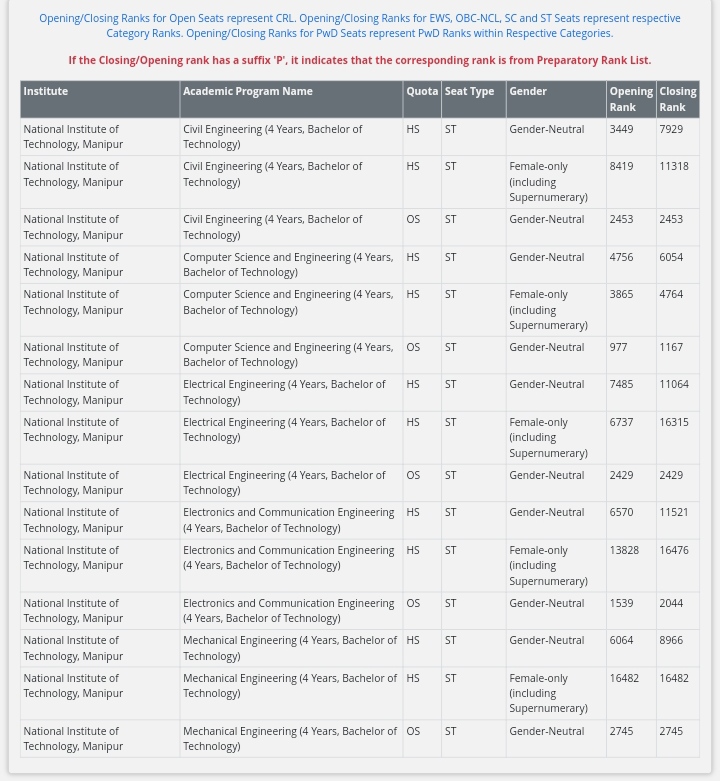 Opening/Closing Ranks for Open Seats represent CRL. Opening/Closing Ranks for EWS, OBC-NCL, SC and ST Seats represent respective
Category Ranks. Opening/Closing Ranks for PwD Seats represent PwD Ranks within Respective Categories.
If the Closing/Opening rank has a suffix 'P', it indicates that the corresponding rank is from Preparatory Rank List.
Institute Academic Program Name Quota Seat Type Gender Opening Closing
Rank Rank
National Institute of Civil Engineering (4 Years, Bachelor of HS ST Gender-Neutral 3449 7929
Technology, Manipur Technology)
National Institute of Civil Engineering (4 Years, Bachelor of HS ST Female-only 8419 11318
Technology, Manipur Technology) (including
Supernumerary)
National Institute of Civil Engineering (4 Years, Bachelor of OS ST Gender-Neutral 2453 2453
Technology, Manipur Technology)
National Institute of Computer Science and Engineering (4 Years, HS ST Gender-Neutral 4756 6054
Technology, Manipur Bachelor of Technology)
National Institute of Computer Science and Engineering (4 Years, HS ST Female-only 3865 4764
Technology, Manipur Bachelor of Technology) (including
Supernumerary)
National Institute of Computer Science and Engineering (4 Years, OS ST Gender-Neutral 977 1167
Technology, Manipur Bachelor of Technology)
National Institute of Electrical Engineering (4 Years, Bachelor of HS ST Gender-Neutral 7485 11064
Technology, Manipur Technology)
National Institute of Electrical Engineering (4 Years, Bachelor of HS ST Female-only 6737 16315
Technology, Manipur Technology) (including
Supernumerary)
National Institute of Electrical Engineering (4 Years, Bachelor of OS ST Gender-Neutral 2429 2429
Technology, Manipur Technology)
National Institute of Electronics and Communication Engineering HS ST Gender-Neutral 6570 11521
Technology, Manipur (4 Years, Bachelor of Technology)
National Institute of Electronics and Communication Engineering HS ST Female-only 13828 16476
Technology, Manipur (4 Years, Bachelor of Technology) (including
Supernumerary)
National Institute of Electronics and Communication Engineering OS ST Gender-Neutral 1539 2044
Technology, Manipur (4 Years, Bachelor of Technology)
National Institute of Mechanical Engineering (4 Years, Bachelor of HS ST Gender-Neutral 6064 8966
Technology, Manipur Technology)
National Institute of Mechanical Engineering (4 Years, Bachelor of HS ST Female-only 16482 16482
Technology, Manipur Technology) (including
Supernumerary)
National Institute of Mechanical Engineering (4 Years, Bachelor of OS ST Gender-Neutral 2745 2745
Technology, Manipur Technology)